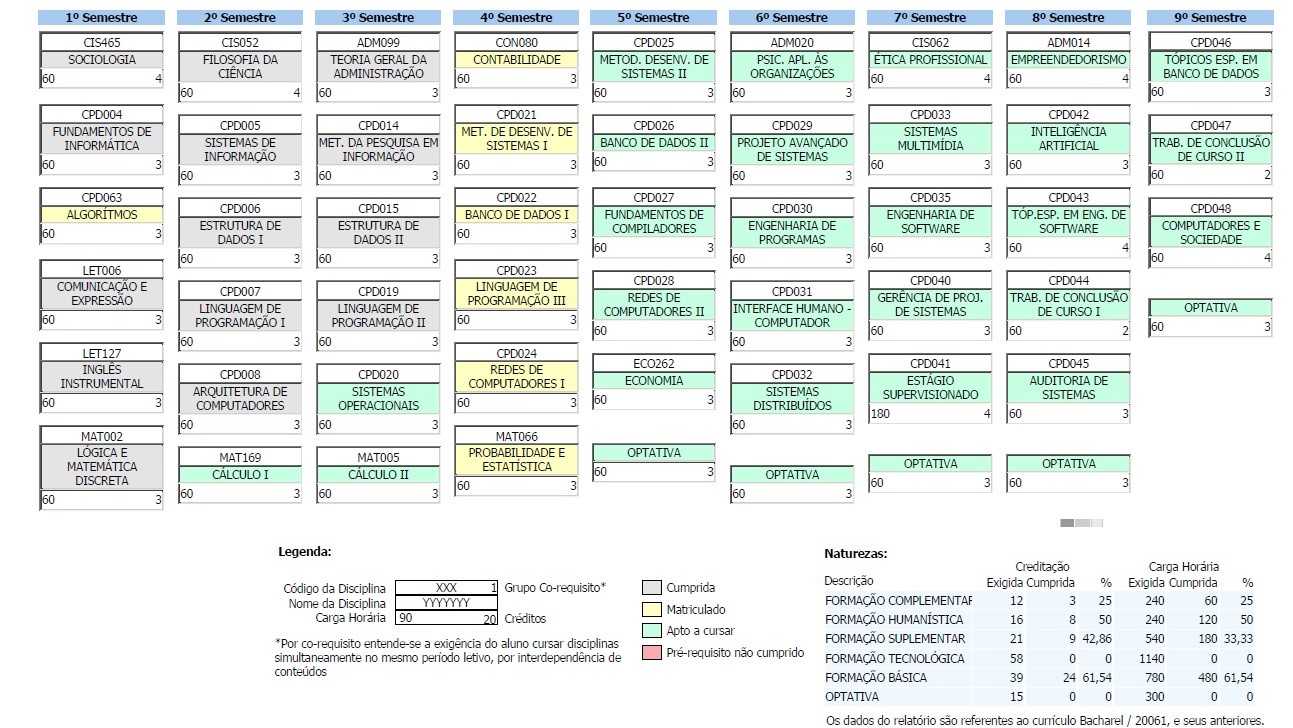 1º Semestre
CIS465
SOCIOLOGIA
60 4
CPD004
FUNDAMENTOS DE
INFORMÁTICA
60 3
CPD063
ALGORÍTMOS
60 3
LET006
COMUNICAÇÃO E
EXPRESSÃO
60 3
LET127
INGLÊS
INSTRUMENTAL
60 3
MAT002
LÓGICA E
MATEMÁTICA
DISCRETA
60 3
2º Semestre
CIS052
FILOSOFIA DA
CIÊNCIA
60 4
CPD005
SISTEMAS DE
INFORMAÇÃO
60 3
CPD006
ESTRUTURA DE
DADOS I
60 3
CPD007
LINGUAGEM DE
PROGRAMAÇÃO I
60 3
CPD008
ARQUITETURA DE
COMPUTADORES
60 3
MAT169
CÁLCULO I
60 3
3º Semestre
ADM099
TEORIA GERAL DA
ADMINISTRAÇÃO
60 3
CPD014
MET. DA PESQUISA EM
INFORMAÇÃO
60 3
CPD015
ESTRUTURA DE
DADOS II
60 3
CPD019
LINGUAGEM DE
PROGRAMAÇÃO II
60 3
CPD020
SISTEMAS
OPERACIONAIS
60 3
MAT005
CÁLCULO II
60 3
4º Semestre
CON080
CONTABILIDADE
60 3
CPD021
MET. DE DESENV. DE
SISTEMAS I
60 3
CPD022
BANCO DE DADOS I
60 3
CPD023
LINGUAGEM DE
PROGRAMAÇÃO III
60 3
CPD024
REDES DE
COMPUTADORES I
60 3
MAT066
PROBABILIDADE E
ESTATÍSTICA
60 3
5º Semestre
CPD025
METOD. DESENV. DE
SISTEMAS II
60 3
CPD026
BANCO DE DADOS II
60 3
CPD027
FUNDAMENTOS DE
COMPILADORES
60 3
CPD028
REDES DE
COMPUTADORES II
60 3
ECO262
ECONOMIA
60 3
OPTATIVA
60 3
6º Semestre
ADM020
PSIC. APL. ÀS
ORGANIZAÇÕES
60 3
CPD029
PROJETO AVANÇADO
DE SISTEMAS
60 3
CPD030
ENGENHARIA DE
PROGRAMAS
60 3
CPD031
INTERFACE HUMANO -
COMPUTADOR
60 3
CPD032
SISTEMAS
DISTRIBUÍDOS
60 3
OPTATIVA
60 3
7º Semestre
CIS062
ÉTICA PROFISSIONAL
60 4
CPD033
SISTEMAS
MULTIMÍDIA
60 3
CPD035
ENGENHARIA DE
SOFTWARE
60 3
CPD040
GERÊNCIA DE PROJ.
DE SISTEMAS
60 3
CPD041
ESTÁGIO
SUPERVISIONADO
180 4
OPTATIVA
60 3
8º Semestre
ADM014
EMPREENDEDORISMO
60 4
CPD042
INTELIGÊNCIA
ARTIFICIAL
60 3
CPD043
TÓP.ESP. EM ENG. DE
SOFTWARE
60 4
CPD044
TRAB. DE CONCLUSÃO
DE CURSO I
60 2
CPD045
AUDITORIA DE
SISTEMAS
60 3
OPTATIVA
60 3
9º Semestre
CPD046
TÓPICOS ESP. EM
BANCO DE DADOS
60 3
CPD047
TRAB. DE CONCLUSÃO
DE CURSO II
60 2
CPD048
COMPUTADORES E
SOCIEDADE
60 4
OPTATIVA
60 3
Legenda:
Código da Disciplina XXX 1 Grupo Co-requisito*
Nome da Disciplina YYYYYYY
Carga Horária 90 20 Créditos
*Por co-requisito entende-se a exigência do aluno cursar disciplinas
simultaneamente no mesmo período letivo, por interdependência de
conteúdos
Cumprida
Matriculado
Apto a cursar
Pré-requisito não cumprido
Naturezas:
Creditação Carga Horária
Descrição Exigida Cumprida % Exigida Cumprida %
FORMAÇÃO COMPLEMENTAR 12 3 25 240 60 25
FORMAÇÃO HUMANÍSTICA 16 8 50 240 120 50
FORMAÇÃO SUPLEMENTAR 21 9 42,86 540 180 33,33
FORMAÇÃO TECNOLÓGICA 58 0 0 1140 0 0
FORMAÇÃO BÁSICA 39 24 61,54 780 480 61,54
OPTATIVA 15 0 0 300 0 0
Os dados do relatório são referentes ao currículo Bacharel / 20061, e seus anteriores.